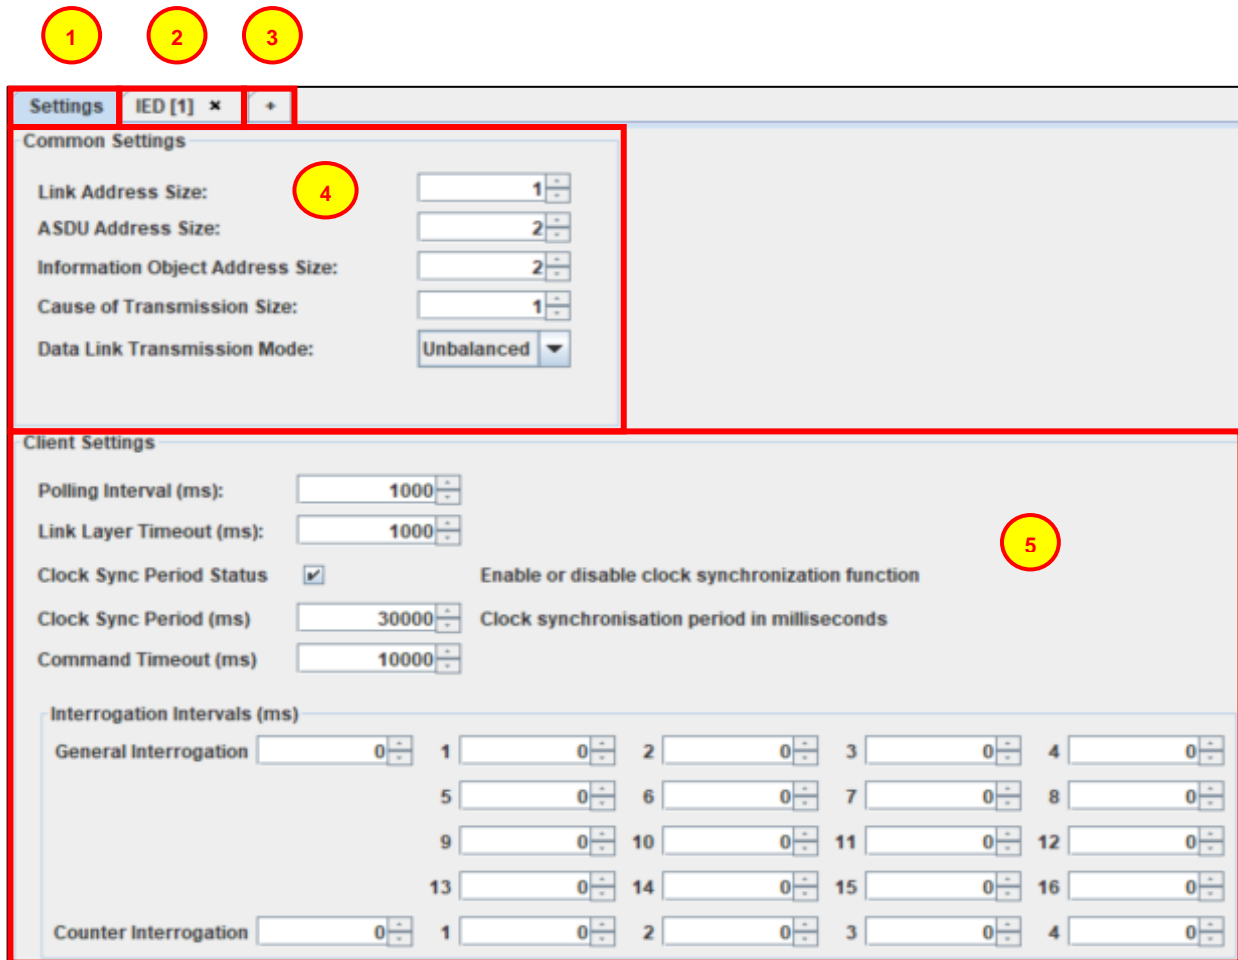 1 2 3
Settings IED [1] × +
Common Settings
Link Address Size: 1
4
ASDU Address Size: 2
Information Object Address Size: 2
Cause of Transmission Size: 1
Data Link Transmission Mode: Unbalanced
Client Settings
Polling Interval (ms): 1000
Link Layer Timeout (ms): 1000
5
Clock Sync Period Status Enable or disable clock synchronization function
Clock Sync Period (ms) 30000 Clock synchronisation period in milliseconds
Command Timeout (ms) 10000
Interrogation Intervals (ms)
General Interrogation 0 1 0 2 0 3 0 4 0
5 0 6 0 7 0 8 0
9 0 10 0 11 0 12 0
13 0 14 0 15 0 16 0
Counter Interrogation 0 1 0 2 0 3 0 4 0